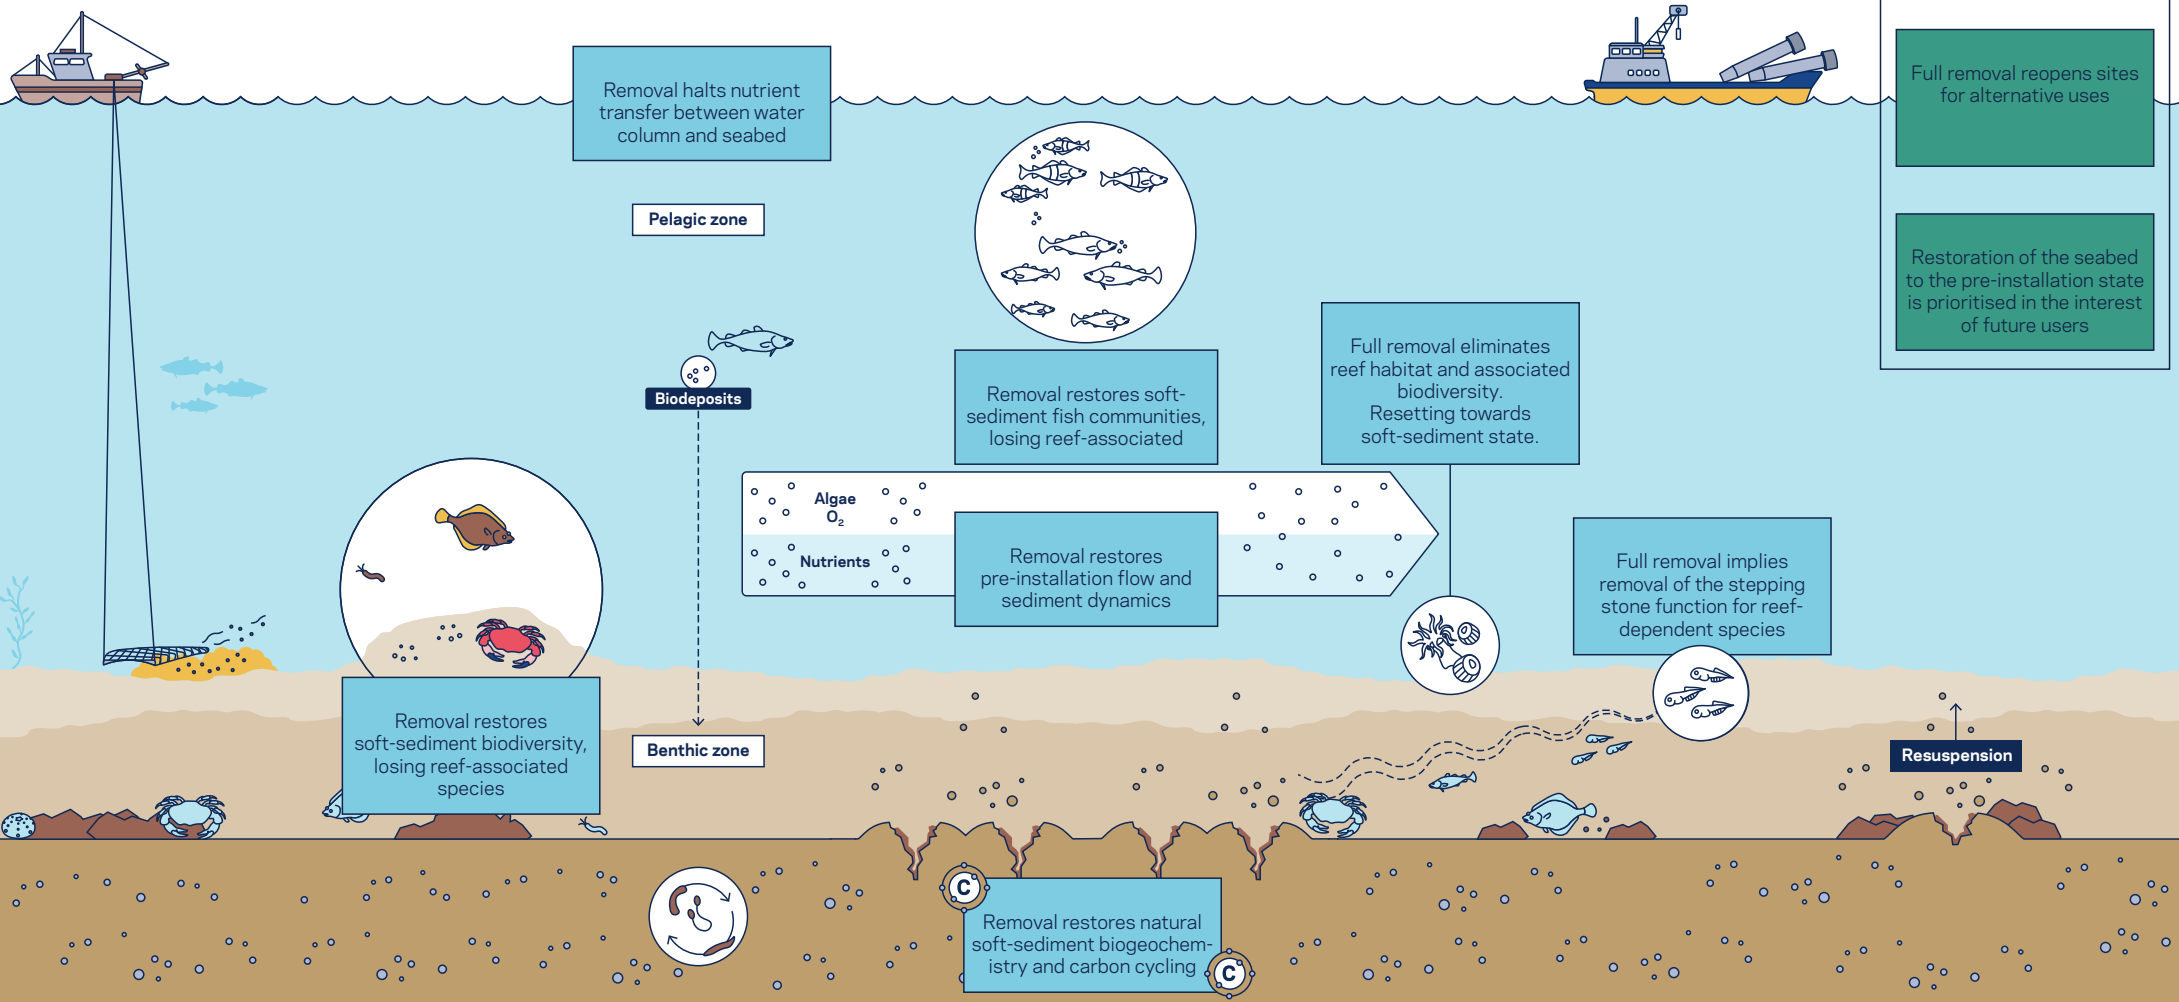 Removal halts nutrient
transfer between water
column and seabed
Full removal reopens sites
for alternative uses
Pelagic zone
Restoration of the seabed
to the pre-installation state
is prioritised in the interest
of future users
Full removal eliminates
reef habitat and associated
biodiversity.
Resetting towards
soft-sediment state.
Biodeposits
Removal restores soft-
sediment fish communities,
losing reef-associated
Algae
O₂
Nutrients
Removal restores
pre-installation flow and
sediment dynamics
Full removal implies
removal of the stepping
stone function for reef-
dependent species
Removal restores
soft-sediment biodiversity,
losing reef-associated
species
Benthic zone
Resuspension
C
Removal restores natural
soft-sediment biogeochem-
istry and carbon cycling
C